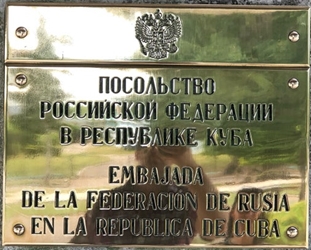 ПОСОЛЬСТВО
РОССИЙСКОЙ ФЕДЕРАЦИИ
В РЕСПУБЛИКЕ КУБА
EMBAJADA
DE LA FEDERACIÓN DE RUSIA
EN LA REPÚBLICA DE CUBA